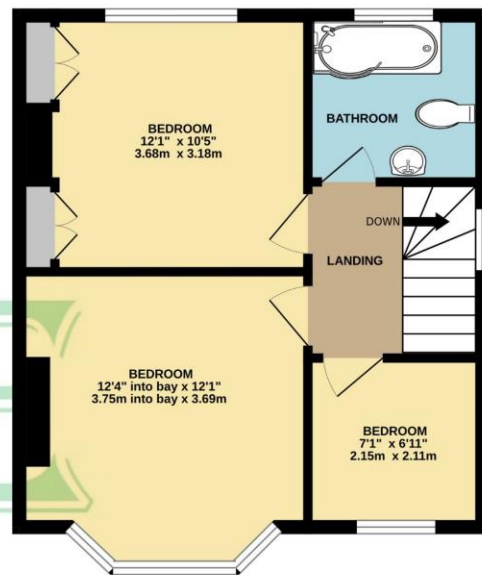 BEDROOM
12'1" x 10'5"
3.68m x 3.18m
BATHROOM
DOWN
LANDING
BEDROOM
12'4" into bay x 12'1"
3.75m into bay x 3.69m
BEDROOM
7'1" x 6'11"
2.15m x 2.11m